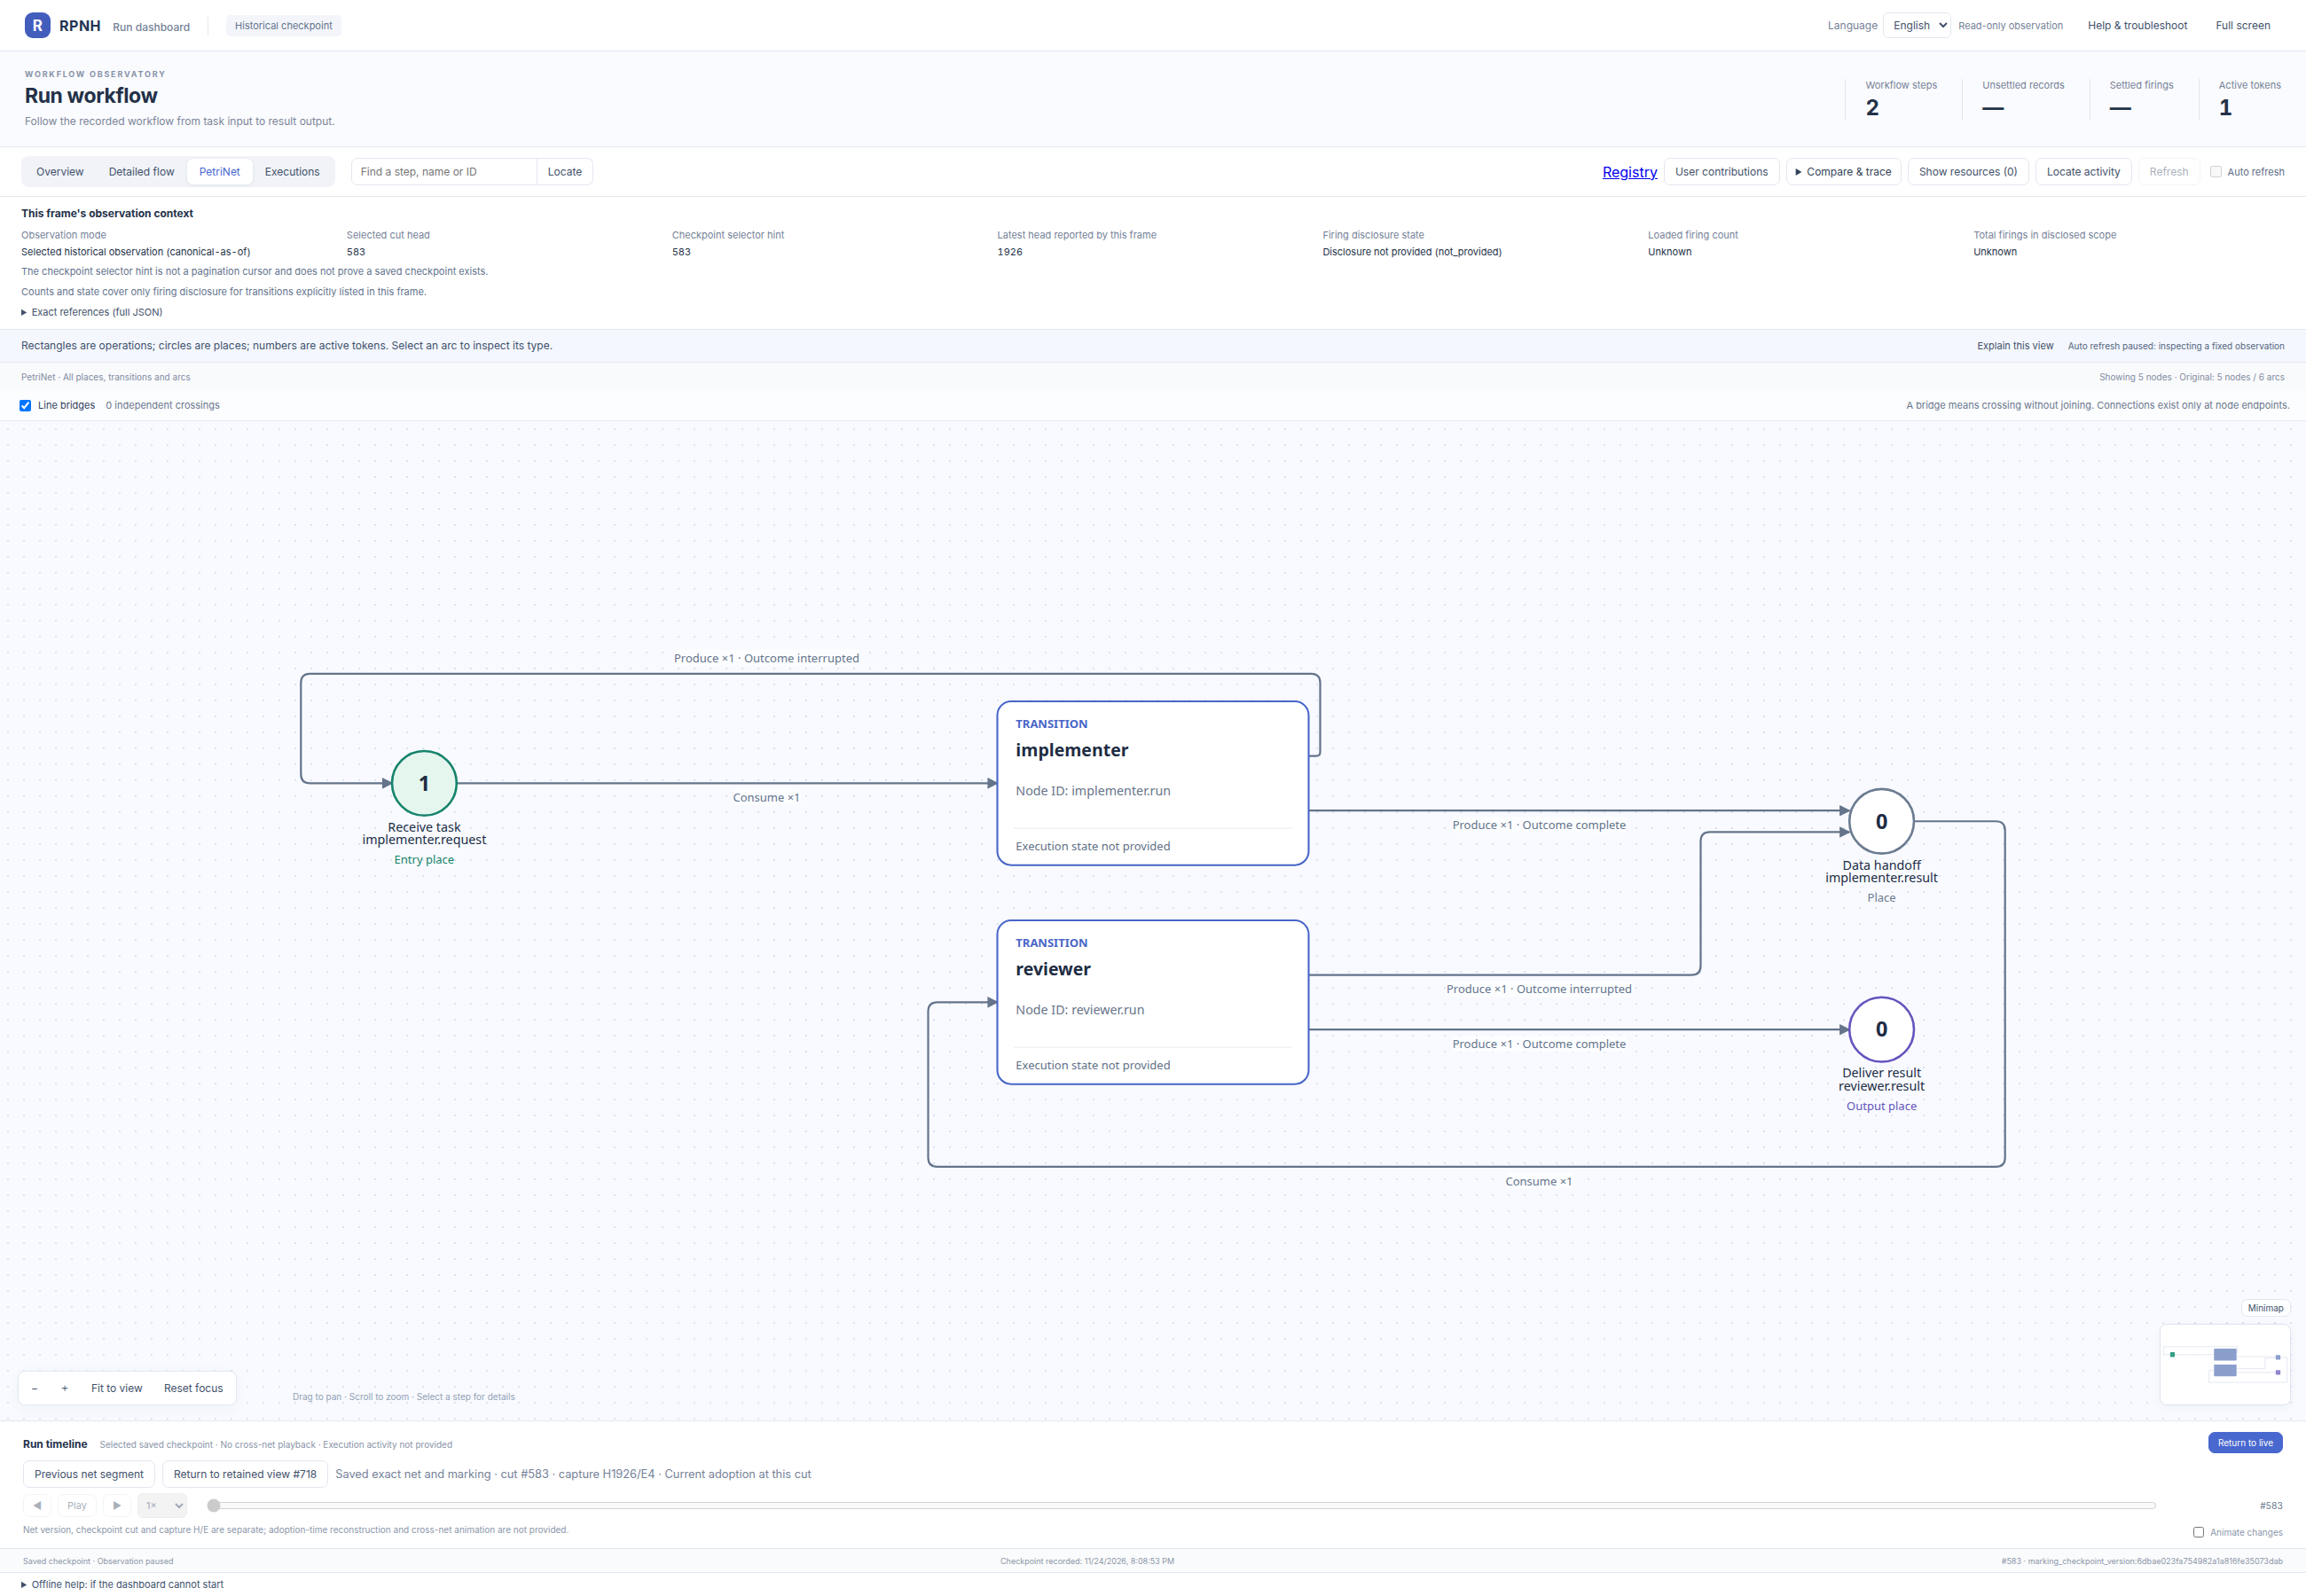 R RPNH Run dashboard Historical checkpoint Language English Read-only observation Help & troubleshoot Full screen
WORKFLOW OBSERVATORY
Run workflow
Follow the recorded workflow from task input to result output.
Workflow steps Unsettled records Settled firings Active tokens
2 — — 1
Overview Detailed flow PetriNet Executions Find a step, name or ID Locate Registry User contributions ▶ Compare & trace Show resources (0) Locate activity Refresh Auto refresh
This frame's observation context
Observation mode Selected cut head Checkpoint selector hint Latest head reported by this frame Firing disclosure state Loaded firing count Total firings in disclosed scope
Selected historical observation (canonical-as-of) 583 583 1926 Disclosure not provided (not_provided) Unknown Unknown
The checkpoint selector hint is not a pagination cursor and does not prove a saved checkpoint exists.
Counts and state cover only firing disclosure for transitions explicitly listed in this frame.
▶ Exact references (full JSON)
Rectangles are operations; circles are places; numbers are active tokens. Select an arc to inspect its type. Explain this view Auto refresh paused: inspecting a fixed observation
PetriNet · All places, transitions and arcs Showing 5 nodes · Original: 5 nodes / 6 arcs
Line bridges 0 independent crossings A bridge means crossing without joining. Connections exist only at node endpoints.
Produce ×1 · Outcome interrupted
TRANSITION
implementer
Node ID: implementer.run
Execution state not provided
1
Receive task
implementer.request
Entry place
Consume ×1
Produce ×1 · Outcome complete
0
Data handoff
implementer.result
Place
TRANSITION
reviewer
Node ID: reviewer.run
Execution state not provided
Produce ×1 · Outcome interrupted
Produce ×1 · Outcome complete
0
Deliver result
reviewer.result
Output place
Consume ×1
Minimap
− + Fit to view Reset focus Drag to pan · Scroll to zoom · Select a step for details
Run timeline Selected saved checkpoint · No cross-net playback · Execution activity not provided Return to live
Previous net segment Return to retained view #718 Saved exact net and marking · cut #583 · capture H1926/E4 · Current adoption at this cut
◀ Play ▶ 1× #583
Net version, checkpoint cut and capture H/E are separate; adoption-time reconstruction and cross-net animation are not provided. Animate changes
Saved checkpoint · Observation paused Checkpoint recorded: 11/24/2026, 8:08:53 PM #583 · marking_checkpoint_version:6dbae023fa754982a1a816fe35073dab
▶ Offline help: if the dashboard cannot start